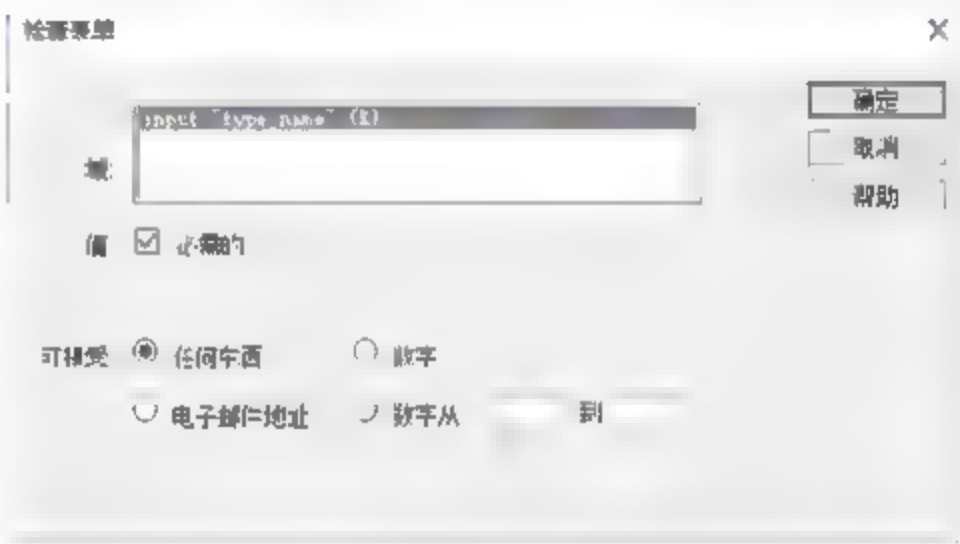 检查表单
input "type_name" (R)
确定
域:
取消
帮助
值 必需的
可接受 任何东西 数字
电子邮件地址 数字从 到